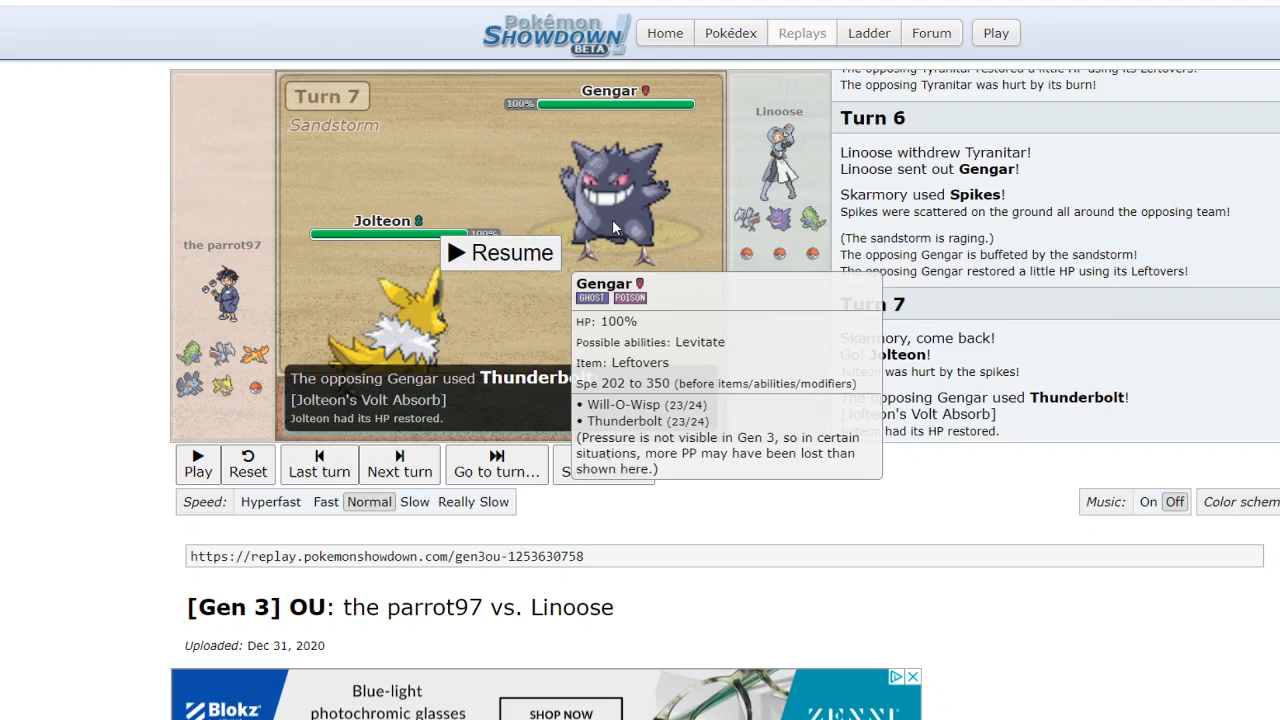 Pokémon
SHOWDOWN!
BETA
Home
Pokédex
Replays
Ladder
Forum
Play
Turn 7
Sandstorm
Gengar
100%
Jolteon
100%
Resume
the parrot97
Linoose
The opposing Gengar used Thunderbolt
[Jolteon's Volt Absorb]
Jolteon had its HP restored.
Gengar
GHOST POISON
HP: 100%
Possible abilities: Levitate
Item: Leftovers
Spe 202 to 350 (before items/abilities/modifiers)
• Will-O-Wisp (23/24)
• Thunderbolt (23/24)
(Pressure is not visible in Gen 3, so in certain
situations, more PP may have been lost than
shown here.)
The opposing Tyranitar restored a little HP using its Leftovers!
The opposing Tyranitar was hurt by its burn!
Turn 6
Linoose withdrew Tyranitar!
Linoose sent out Gengar!
Skarmory used Spikes!
Spikes were scattered on the ground all around the opposing team!
(The sandstorm is raging.)
The opposing Gengar is buffeted by the sandstorm!
The opposing Gengar restored a little HP using its Leftovers!
Turn 7
Skarmory, come back!
Go! Jolteon!
was hurt by the spikes!
opposing Gengar used Thunderbolt!
[Jolteon's Volt Absorb]
had its HP restored.
Play
Reset
Last turn
Next turn
Go to turn...
Speed: Hyperfast Fast Normal Slow Really Slow
Music: On Off
Color schem
https://replay.pokemonshowdown.com/gen3ou-1253630758
[Gen 3] OU: the parrot97 vs. Linoose
Uploaded: Dec 31, 2020
Blokz
Blue-light
photochromic glasses
SHOP NOW
ZENNI